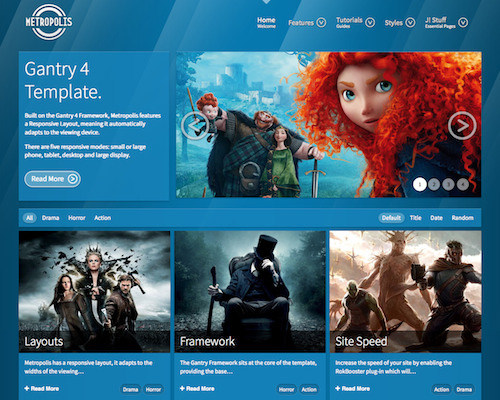 METROPOLIS
Home
Welcome
Features
Tutorials
Guides
Styles
J! Stuff
Essential Pages
Gantry 4
Template.
Built on the Gantry 4 Framework, Metropolis features
a Responsive Layout, meaning it automatically
adapts to the viewing device.
There are five responsive modes: small or large
phone, tablet, desktop and large display.
Read More
1 2 3 4
All Drama Horror Action
Default Title Date Random
Layouts
Metropolis has a responsive layout, it adapts to the
widths of the viewing....
Read More
Drama Horror
Framework
The Gantry Framework sits at the core of the template,
providing the base....
Read More
Horror Action
Site Speed
Increase the speed of your site by enabling the
RokBooster plug-in which will....
Read More
Drama Action